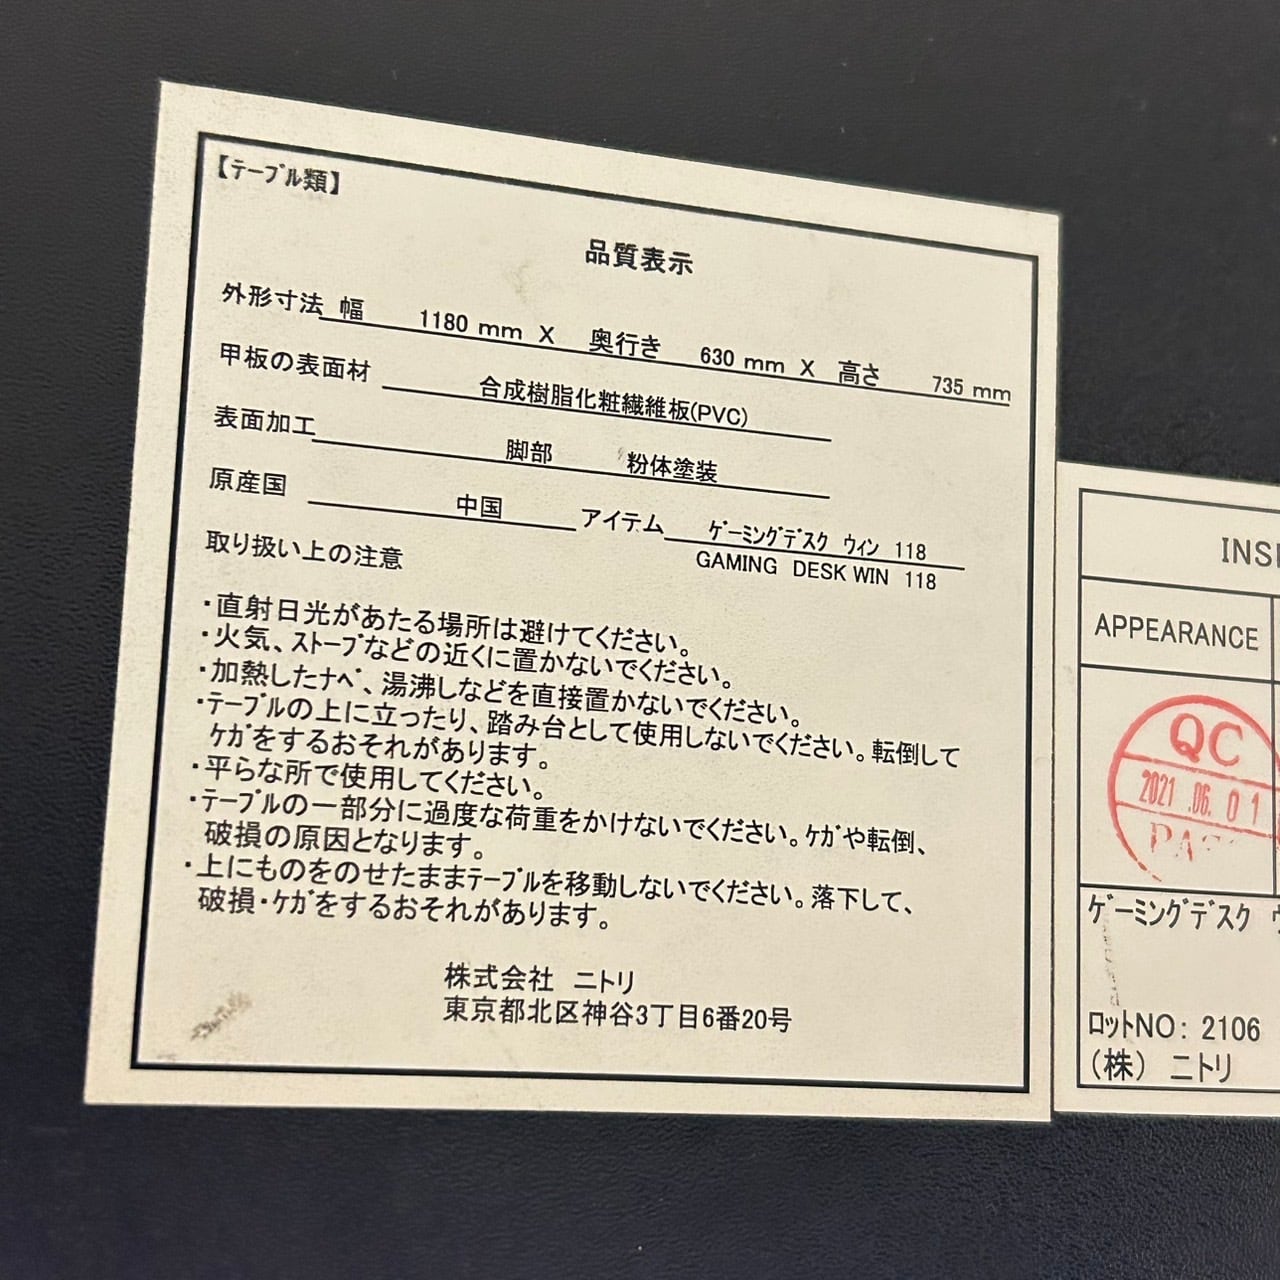 【ﾃｰﾌﾞﾙ類】
品質表示
外形寸法 幅 1180 mm X 奥行き 630 mm X 高さ 735 mm
甲板の表面材 合成樹脂化粧繊維板(PVC)
表面加工 脚部 粉体塗装
原産国 中国 アイテム ｹﾞｰﾐﾝｸﾞﾃﾞｽｸ ｳｨﾝ 118
GAMING DESK WIN 118
取り扱い上の注意
・直射日光があたる場所は避けてください。
・火気、ｽﾄｰﾌﾞなどの近くに置かないでください。
・加熱したﾅﾍﾞ、湯沸しなどを直接置かないでください。
・ﾃｰﾌﾞﾙの上に立ったり、踏み台として使用しないでください。転倒して
ｹｶﾞをするおそれがあります。
・平らな所で使用してください。
・ﾃｰﾌﾞﾙの一部分に過度な荷重をかけないでください。ｹｶﾞや転倒、
破損の原因となります。
・上にものをのせたままﾃｰﾌﾞﾙを移動しないでください。落下して、
破損・ｹｶﾞをするおそれがあります。
株式会社 ニトリ
東京都北区神谷3丁目6番20号
APPEARANCE
QC
2021 .06. 01
ｹﾞｰﾐﾝｸﾞﾃﾞｽｸ
ﾛｯﾄNO: 2106
(株) ニトリ